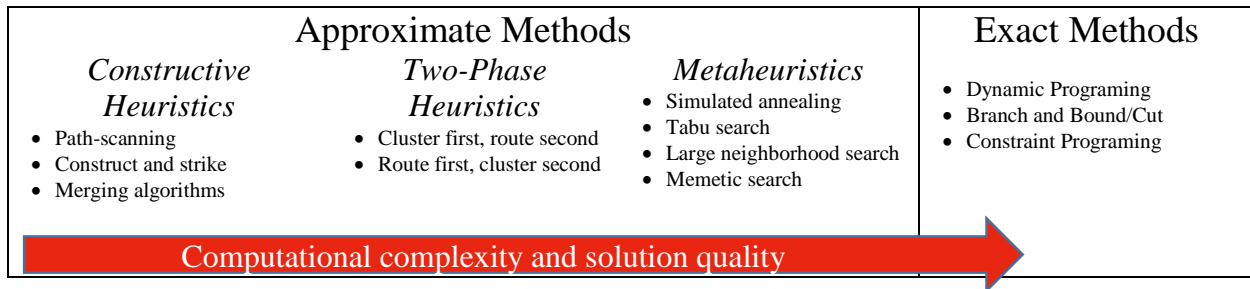 Approximate Methods
Constructive
Heuristics
• Path-scanning
• Construct and strike
• Merging algorithms
Two-Phase
Heuristics
• Cluster first, route second
• Route first, cluster second
Metaheuristics
• Simulated annealing
• Tabu search
• Large neighborhood search
• Memetic search
Exact Methods
• Dynamic Programing
• Branch and Bound/Cut
• Constraint Programing
Computational complexity and solution quality